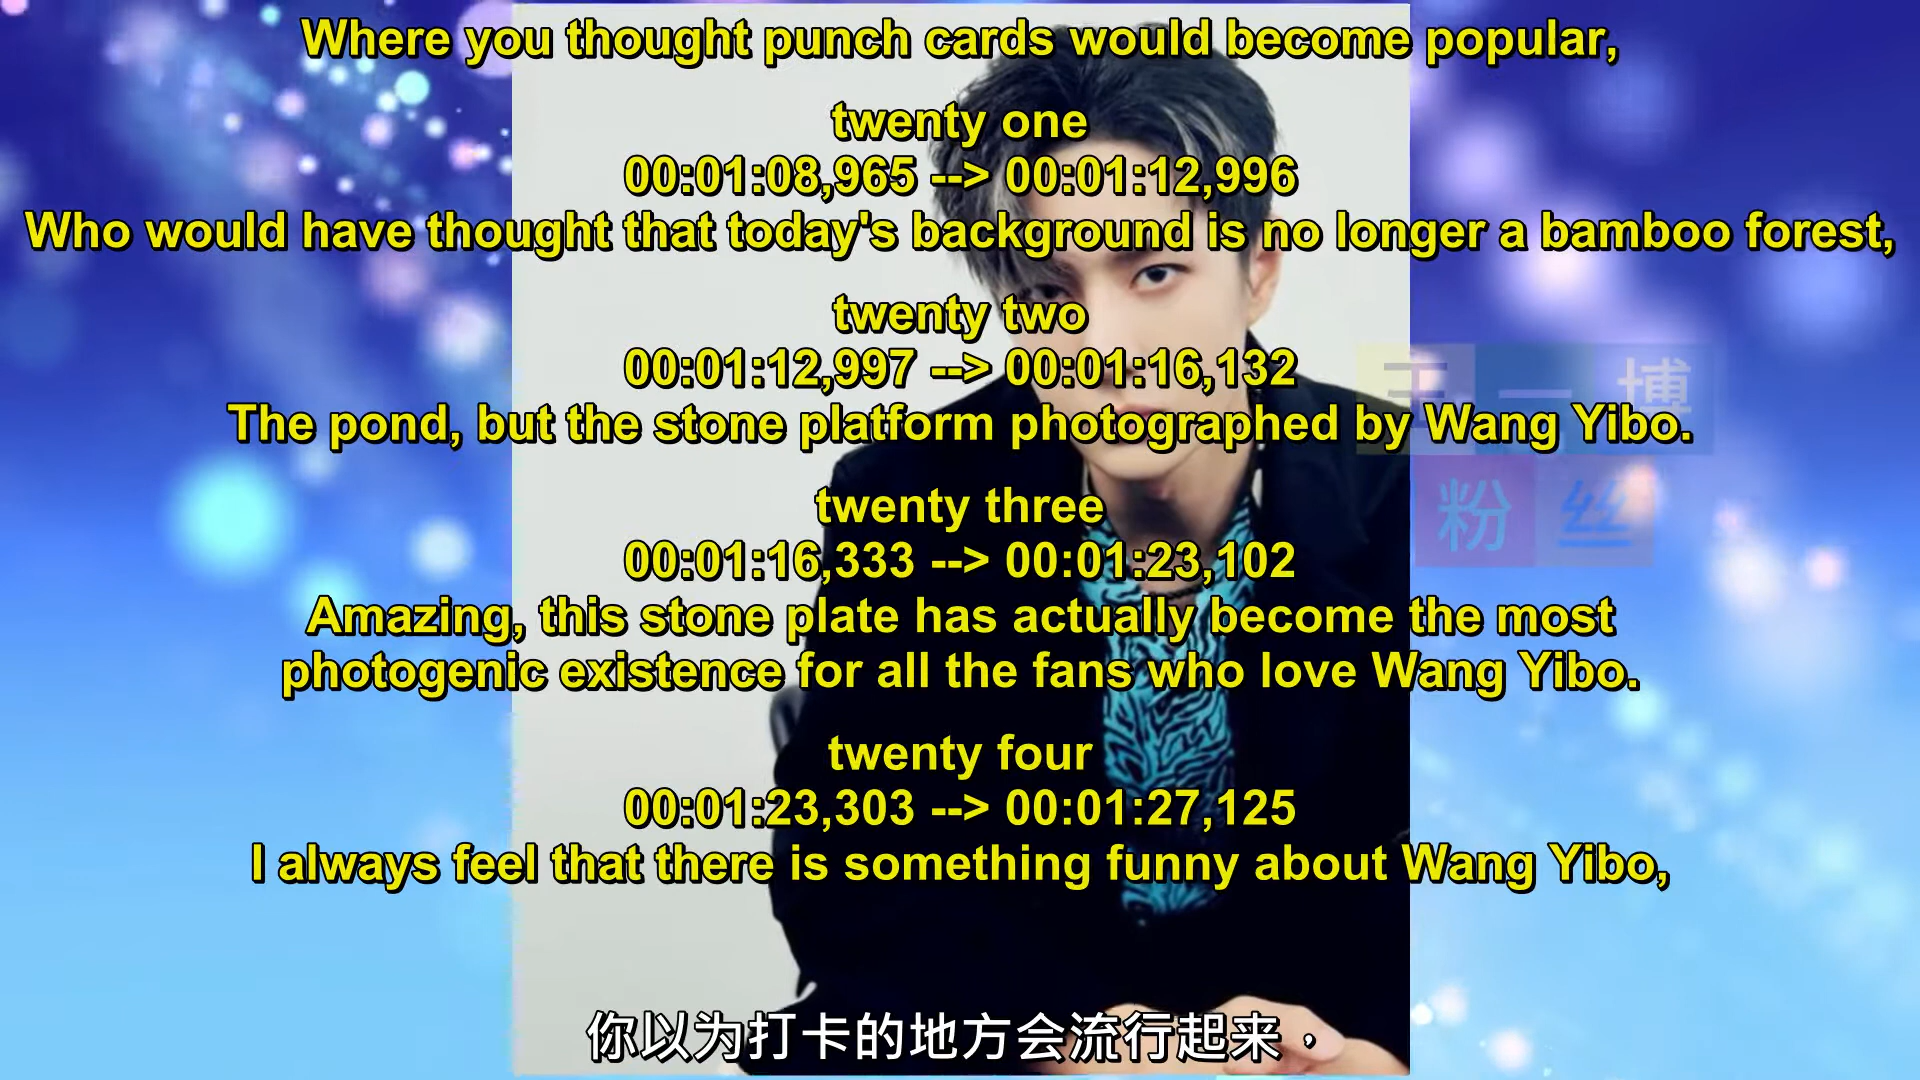 Where you thought punch cards would become popular,
twenty one
00:01:08,965 --> 00:01:12,996
Who would have thought that today's background is no longer a bamboo forest,
twenty two
00:01:12,997 --> 00:01:16,132
The pond, but the stone platform photographed by Wang Yibo.
王一博
粉丝
twenty three
00:01:16,333 --> 00:01:23,102
Amazing, this stone plate has actually become the most
photogenic existence for all the fans who love Wang Yibo.
twenty four
00:01:23,303 --> 00:01:27,125
I always feel that there is something funny about Wang Yibo,
你以为打卡的地方会流行起来，